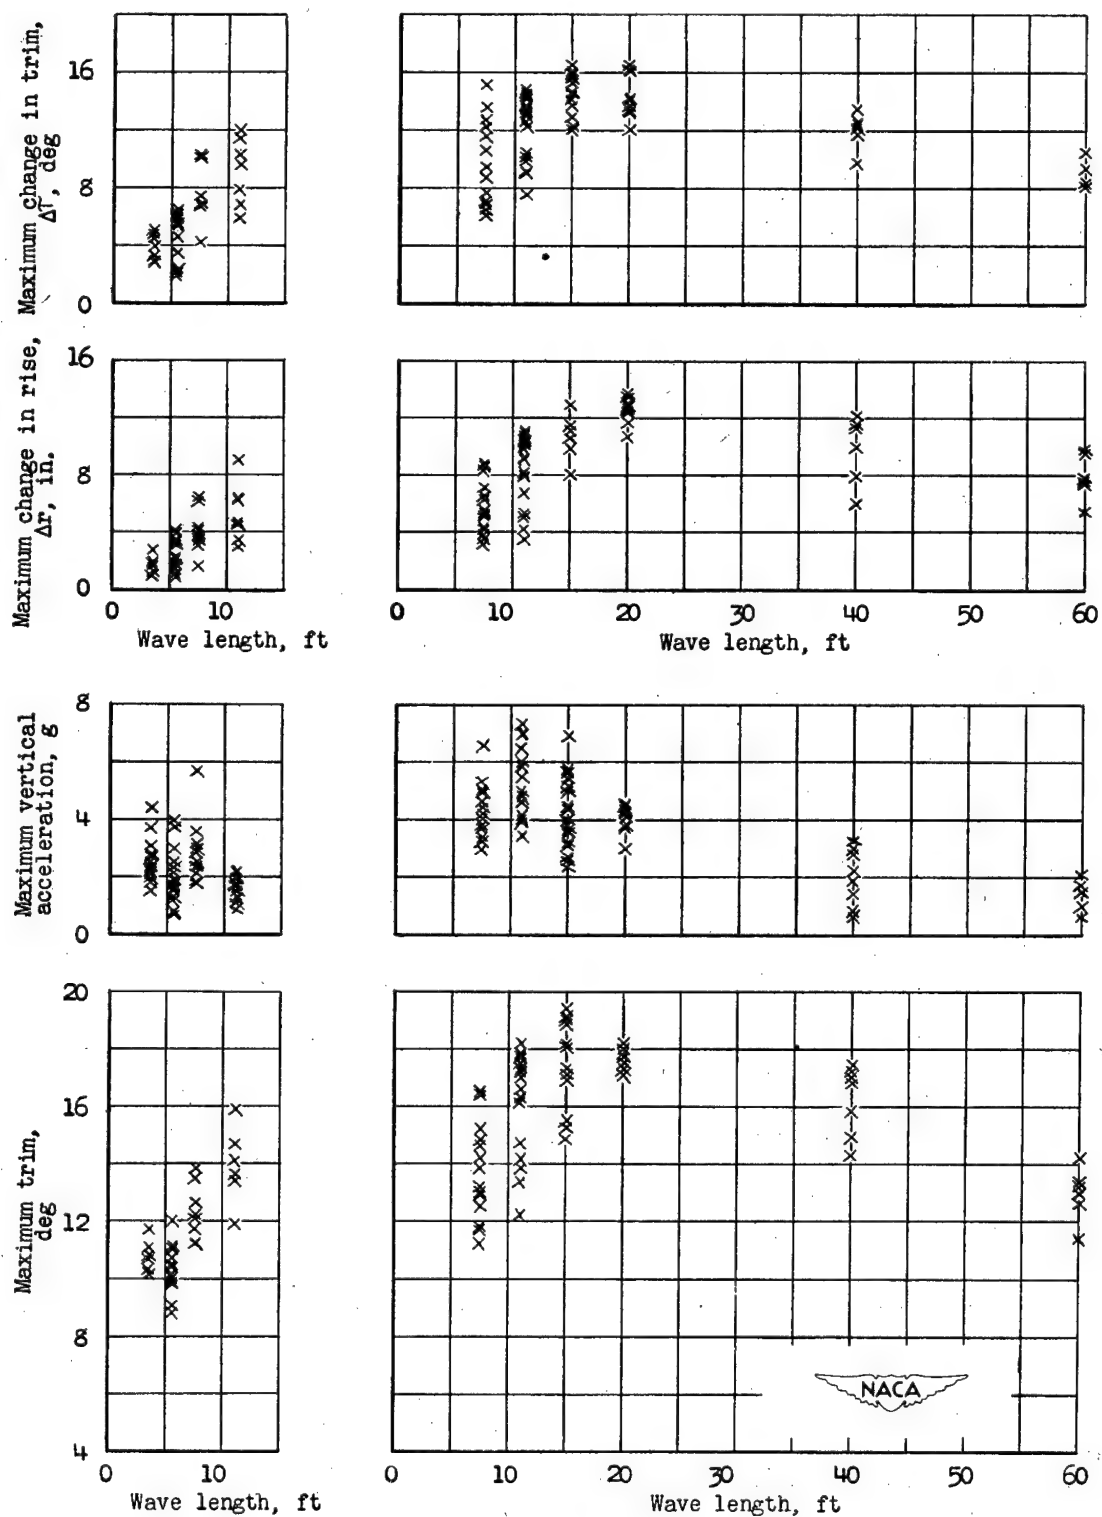 Maximum change in trim,
Δτ, deg
16
8
0
Maximum change in rise,
Δr, in.
16
8
0
0 10
0 10 20 30 40 50 60
Wave length, ft
Wave length, ft
Maximum vertical
acceleration, g
8
4
0
Maximum trim,
deg
20
16
12
8
4
NACA
0 10
0 10 20 30 40 50 60
Wave length, ft
Wave length, ft